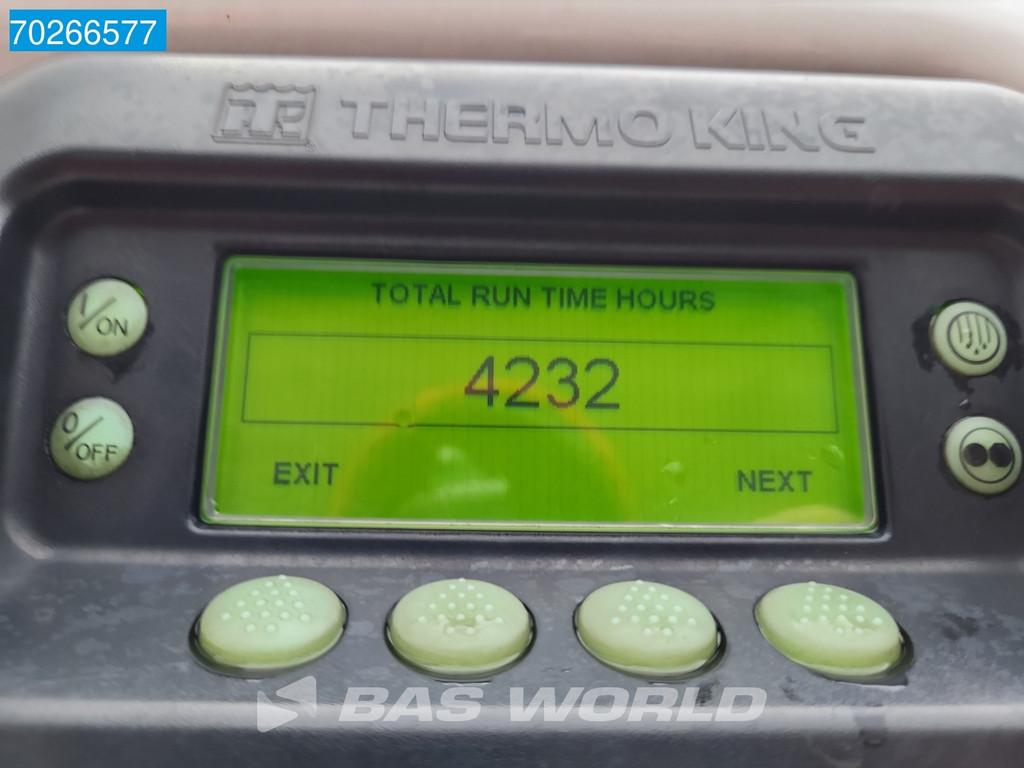 70266577
THERMO KING
TOTAL RUN TIME HOURS
I/ON
4232
O/OFF
EXIT
NEXT
BAS WORLD